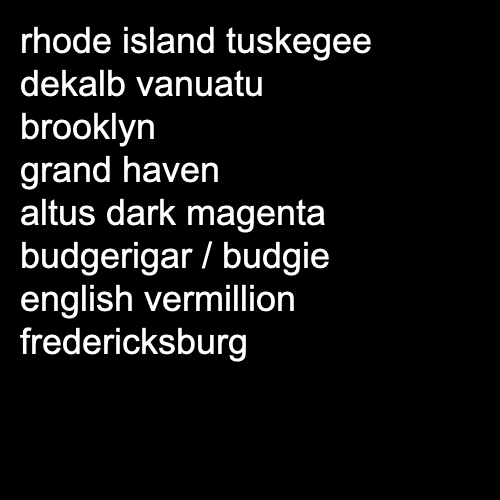 rhode island tuskegee
dekalb vanuatu
brooklyn
grand haven
altus dark magenta
budgerigar / budgie
english vermillion
fredericksburg